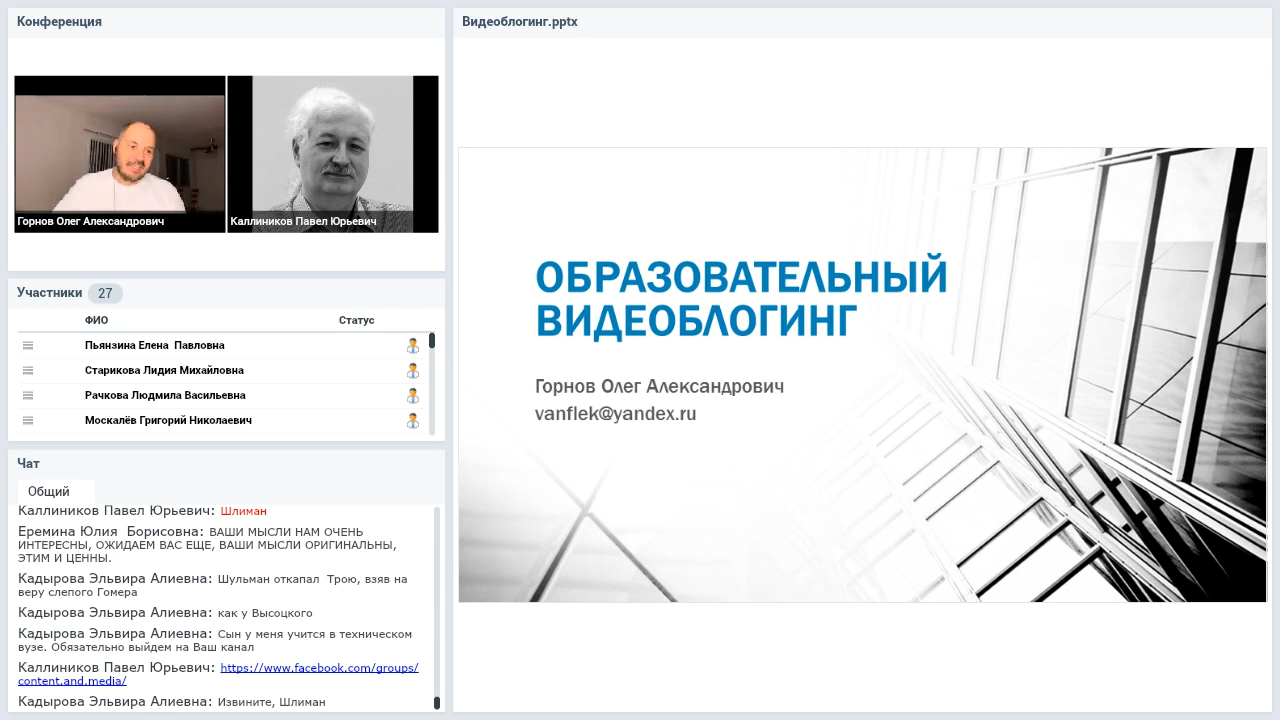 Конференция
Горнов Олег Александрович
Каллиников Павел Юрьевич
Участники 27
ФИО Статус
Пьянзина Елена  Павловна
Старикова Лидия Михайловна
Рачкова Людмила Васильевна
Москалёв Григорий Николаевич
Чат
Общий
Каллиников Павел Юрьевич: Шлиман
Еремина Юлия  Борисовна: ВАШИ МЫСЛИ НАМ ОЧЕНЬ
ИНТЕРЕСНЫ, ОЖИДАЕМ ВАС ЕЩЕ, ВАШИ МЫСЛИ ОРИГИНАЛЬНЫ,
ЭТИМ И ЦЕННЫ.
Кадырова Эльвира Алиевна: Шульман откапал  Трою, взяв на
веру слепого Гомера
Кадырова Эльвира Алиевна: как у Высоцкого
Кадырова Эльвира Алиевна: Сын у меня учится в техническом
вузе. Обязательно выйдем на Ваш канал
Каллиников Павел Юрьевич: https://www.facebook.com/groups/
content.and.media/
Кадырова Эльвира Алиевна: Извините, Шлиман
Видеоблогинг.pptx
ОБРАЗОВАТЕЛЬНЫЙ
ВИДЕОБЛОГИНГ
Горнов Олег Александрович
vanflek@yandex.ru